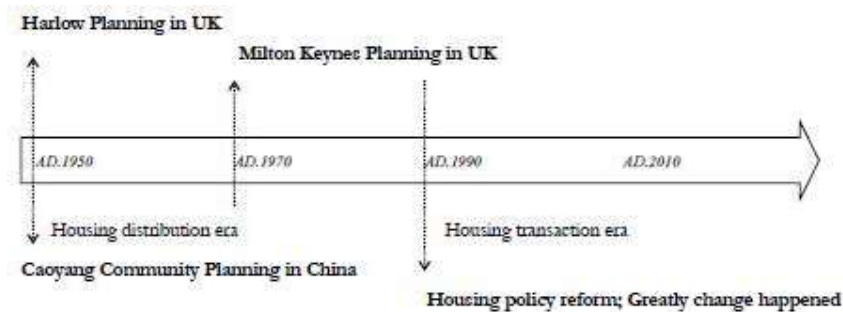 Harlow Planning in UK
Milton Keynes Planning in UK
AD.1950
AD.1970
AD.1990
AD.2010
Housing distribution era
Housing transaction era
Caoyang Community Planning in China
Housing policy reform; Greatly change happened